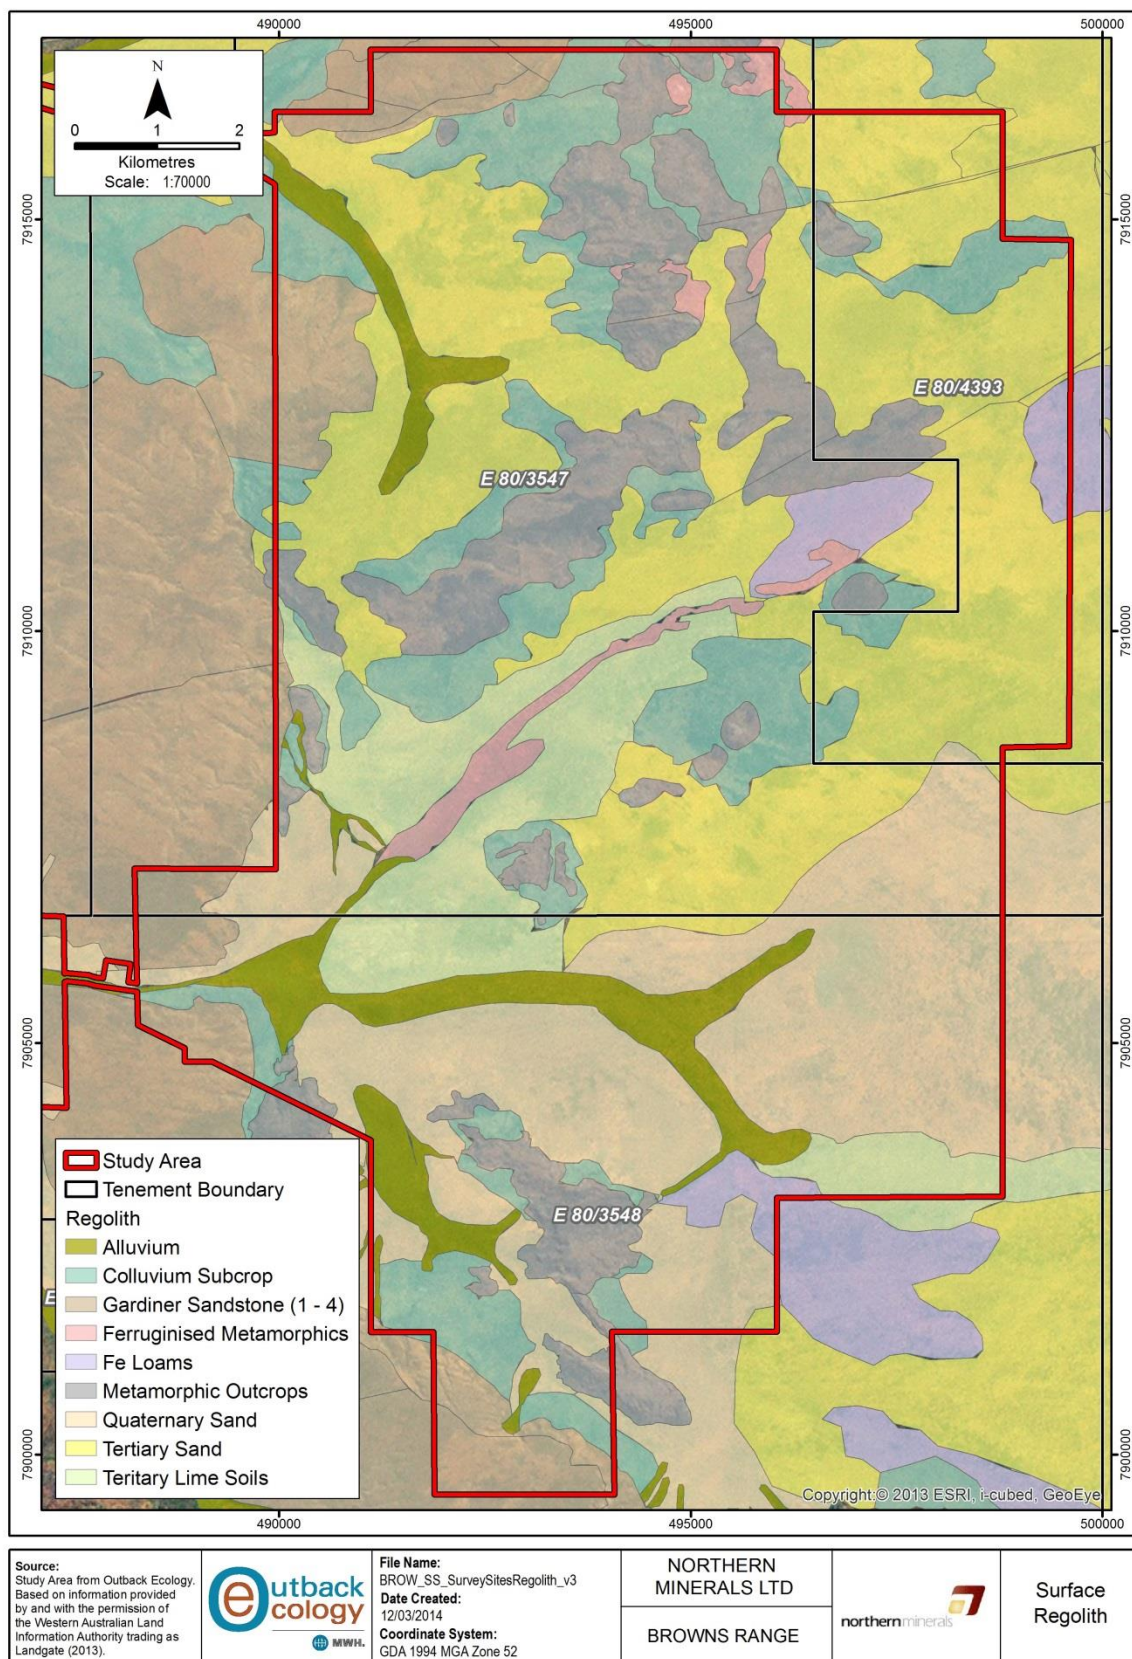 490000
495000
500000
N
0 1 2
Kilometres
Scale: 1:70000
7915000
7915000
E 80/4393
E 80/3547
7910000
7910000
7905000
7905000
E 80/3548
Study Area
Tenement Boundary
Regolith
Alluvium
Colluvium Subcrop
Gardiner Sandstone (1 - 4)
Ferruginised Metamorphics
Fe Loams
Metamorphic Outcrops
Quaternary Sand
Tertiary Sand
Teritary Lime Soils
E
7900000
7900000
Copyright:© 2013 ESRI, i-cubed, GeoEye
490000
495000
500000
Source:
Study Area from Outback Ecology.
Based on information provided
by and with the permission of
the Western Australian Land
Information Authority trading as
Landgate (2013).
Outback
ecology
MWH.
File Name:
BROW_SS_SurveySitesRegolith_v3
Date Created:
12/03/2014
Coordinate System:
GDA 1994 MGA Zone 52
NORTHERN
MINERALS LTD
BROWNS RANGE
northernminerals
Surface
Regolith